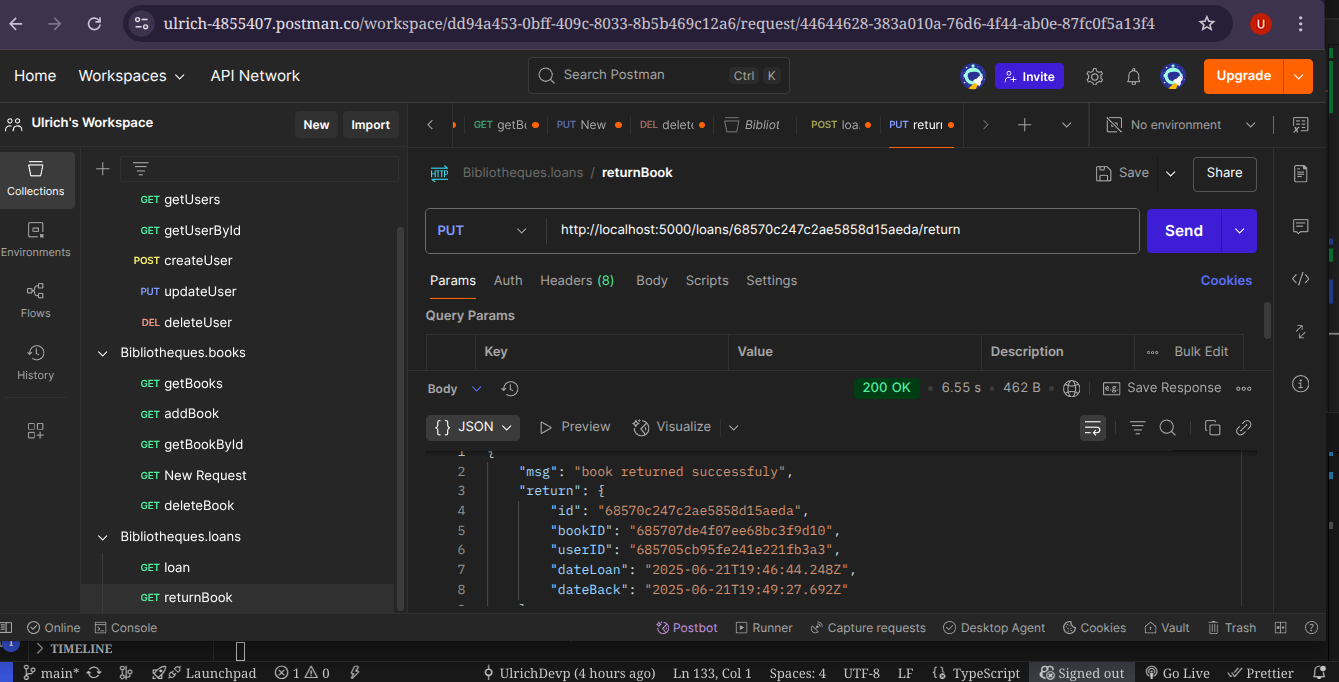 ulrich-4855407.postman.co/workspace/dd94a453-0bff-409c-8033-8b5b469c12a6/request/44644628-383a010a-76d6-4f44-ab0e-87fc0f5a13f4
U
Home Workspaces API Network
Search Postman Ctrl K
Invite
Upgrade
Ulrich's Workspace
New Import
GET getB
PUT New
DEL delet
Bibliot
POST loa
PUT return
No environment
Collections
Environments
Flows
History
GET getUsers
GET getUserById
POST createUser
PUT updateUser
DEL deleteUser
Bibliotheques.books
GET getBooks
GET addBook
GET getBookById
GET New Request
GET deleteBook
Bibliotheques.loans
GET loan
GET returnBook
HTTP Bibliotheques.loans / returnBook
Save Share
PUT http://localhost:5000/loans/68570c247c2ae5858d15aeda/return
Send
Params Auth Headers (8) Body Scripts Settings Cookies
Query Params
Key Value Description Bulk Edit
Body 200 OK 6.55 s 462 B e.g. Save Response
{} JSON Preview Visualize
1 {
2 "msg": "book returned successfuly",
3 "return": {
4 "id": "68570c247c2ae5858d15aeda",
5 "bookID": "685707de4f07ee68bc3f9d10",
6 "userID": "685705cb95fe241e221fb3a3",
7 "dateLoan": "2025-06-21T19:46:44.248Z",
8 "dateBack": "2025-06-21T19:49:27.692Z"
Online Console Postbot Runner Capture requests Desktop Agent Cookies Vault Trash
1 TIMELINE
main* Launchpad 1 0 UlrichDevp (4 hours ago) Ln 133, Col 1 Spaces: 4 UTF-8 LF {} TypeScript Signed out Go Live Prettier